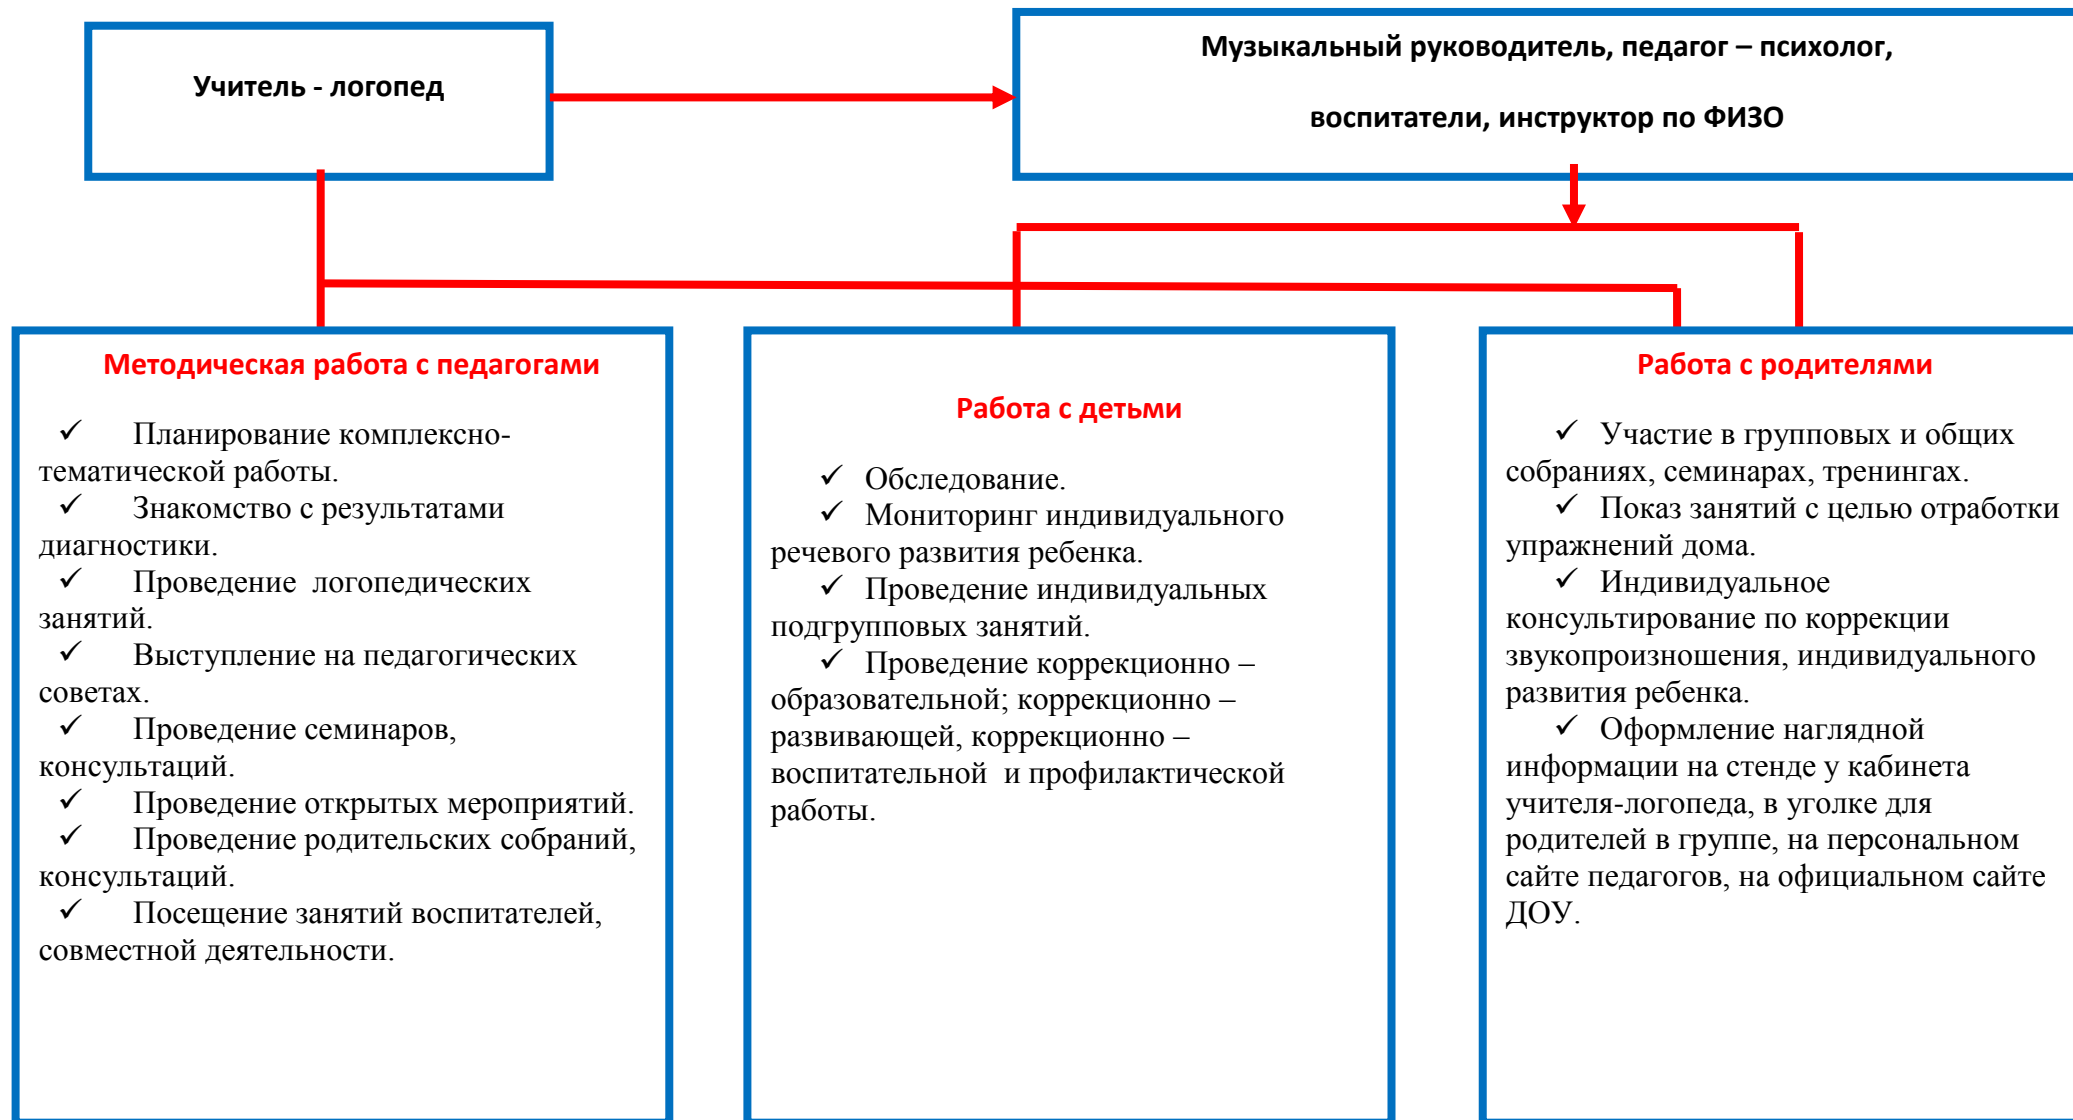 Учитель - логопед
Музыкальный руководитель, педагог – психолог,
воспитатели, инструктор по ФИЗО
Методическая работа с педагогами
✓ Планирование комплексно-
тематической работы.
✓ Знакомство с результатами
диагностики.
✓ Проведение логопедических
занятий.
✓ Выступление на педагогических
советах.
✓ Проведение семинаров,
консультаций.
✓ Проведение открытых мероприятий.
✓ Проведение родительских собраний,
консультаций.
✓ Посещение занятий воспитателей,
совместной деятельности.
Работа с детьми
✓ Обследование.
✓ Мониторинг индивидуального
речевого развития ребенка.
✓ Проведение индивидуальных
подгрупповых занятий.
✓ Проведение коррекционно –
образовательной; коррекционно –
развивающей, коррекционно –
воспитательной и профилактической
работы.
Работа с родителями
✓ Участие в групповых и общих
собраниях, семинарах, тренингах.
✓ Показ занятий с целью отработки
упражнений дома.
✓ Индивидуальное
консультирование по коррекции
звукопроизношения, индивидуального
развития ребенка.
✓ Оформление наглядной
информации на стенде у кабинета
учителя-логопеда, в уголке для
родителей в группе, на персональном
сайте педагогов, на официальном сайте
ДОУ.